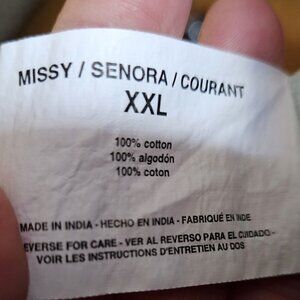 MISSY / SENORA / COURANT
XXL
100% cotton
100% algodón
100% coton
MADE IN INDIA - HECHO EN INDIA - FABRIQUÉ EN INDE
EVERSE FOR CARE - VER AL REVERSO PARA EL CUIDADO -
VOIR LES INSTRUCTIONS D'ENTRETIEN AU DOS